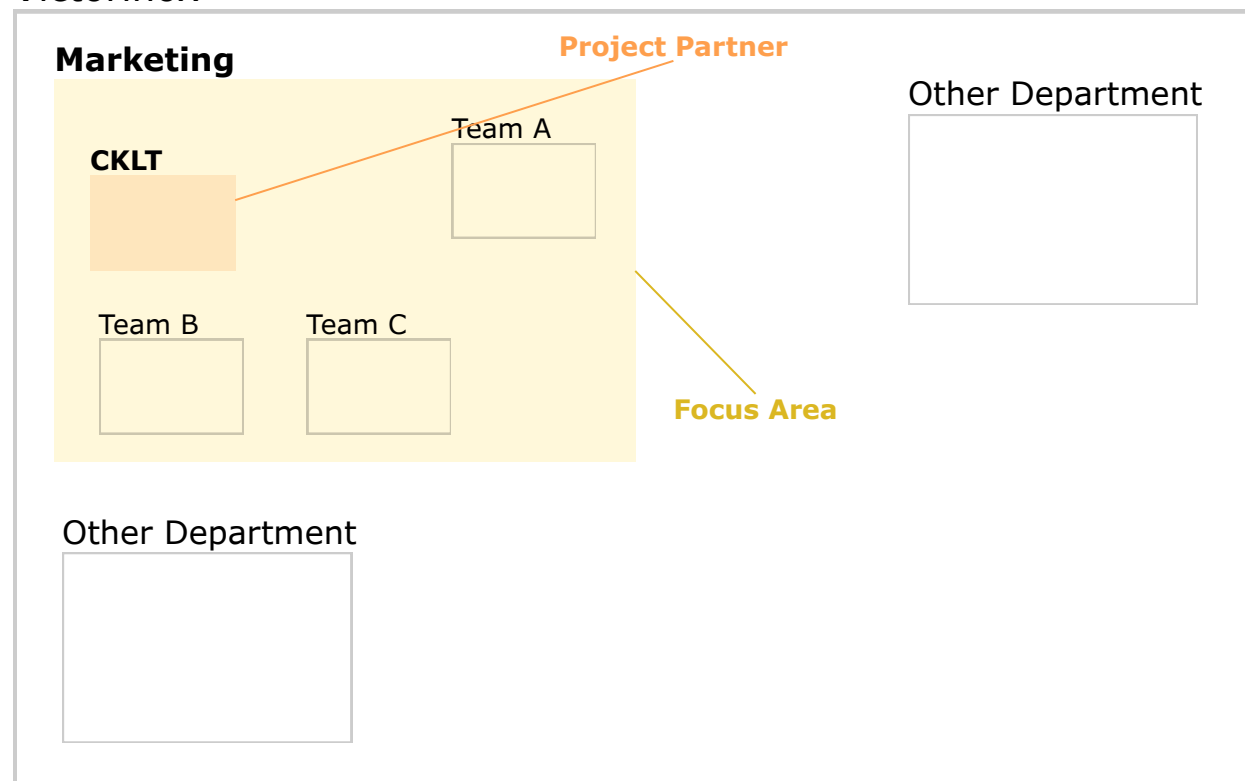 Marketing
Project Partner
Other Department
Team A
CKLT
Team B
Team C
Focus Area
Other Department